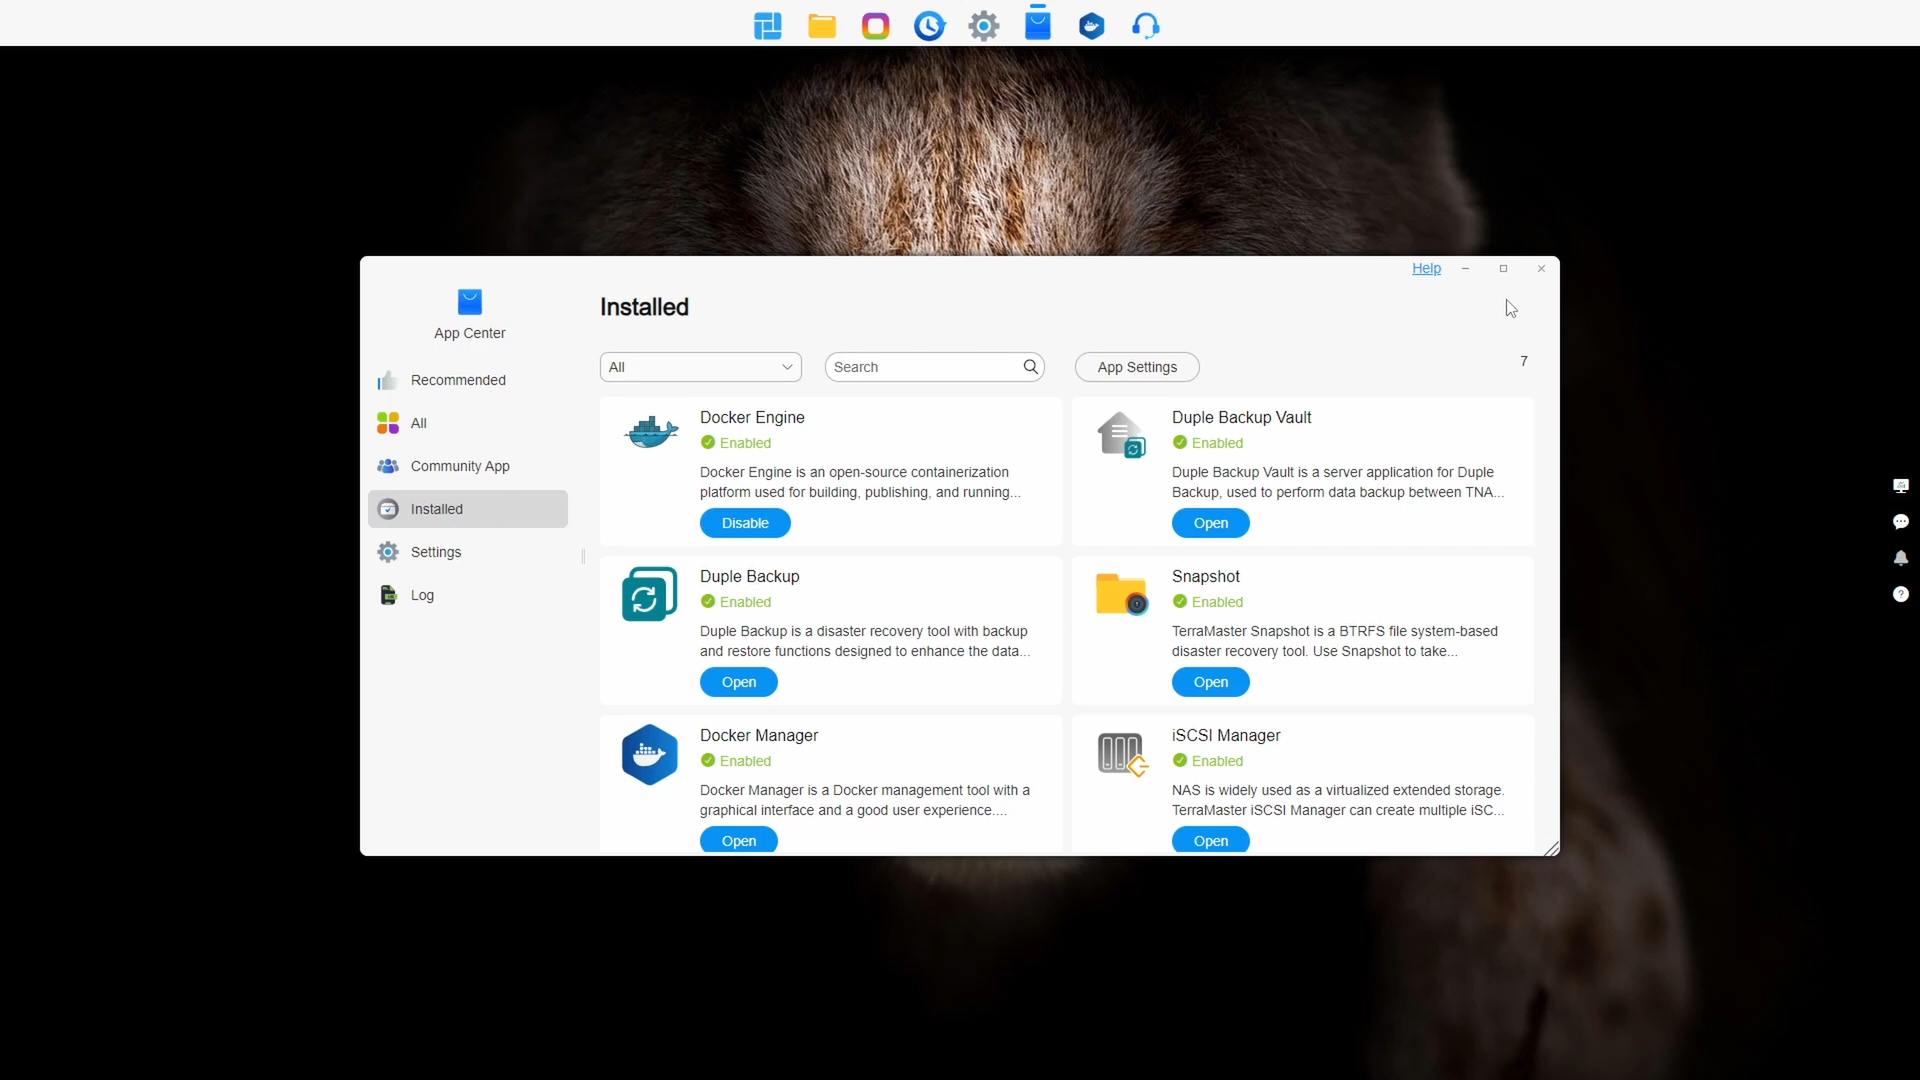 Help
App Center
Recommended
All
Community App
Installed
Settings
Log
Installed
All
Search
App Settings
7
Docker Engine
Enabled
Docker Engine is an open-source containerization
platform used for building, publishing, and running...
Disable
Duple Backup Vault
Enabled
Duple Backup Vault is a server application for Duple
Backup, used to perform data backup between TNA...
Open
Duple Backup
Enabled
Duple Backup is a disaster recovery tool with backup
and restore functions designed to enhance the data...
Open
Snapshot
Enabled
TerraMaster Snapshot is a BTRFS file system-based
disaster recovery tool. Use Snapshot to take...
Open
Docker Manager
Enabled
Docker Manager is a Docker management tool with a
graphical interface and a good user experience....
Open
iSCSI Manager
Enabled
NAS is widely used as a virtualized extended storage.
TerraMaster iSCSI Manager can create multiple iSC...
Open